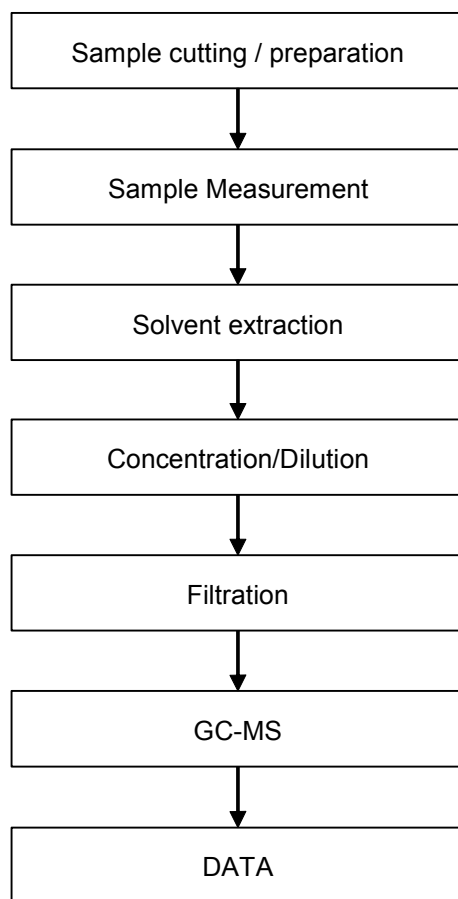 Sample cutting / preparation
Sample Measurement
Solvent extraction
Concentration/Dilution
Filtration
GC-MS
DATA